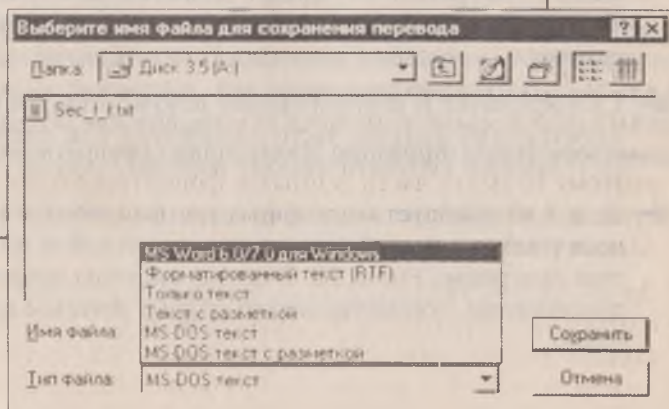 Выберите имя файла для сохранения перевода
Папка: Диск 3.5 (A:)
MS Word 6.0/7.0 для Windows
Форматированный текст (RTF)
Только текст
Текст с разметкой
MS-DOS текст
MS-DOS текст с разметкой
Имя файла:
Сохранить
Тип файла: MS-DOS текст
Отмена